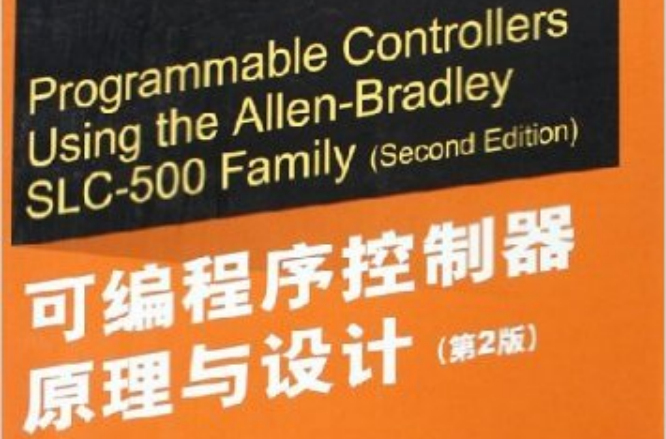 Programmable Controllers
Using the Allen-Bradley
SLC-500 Family (Second Edition)
可编程序控制器
原理与设计 (第2版)